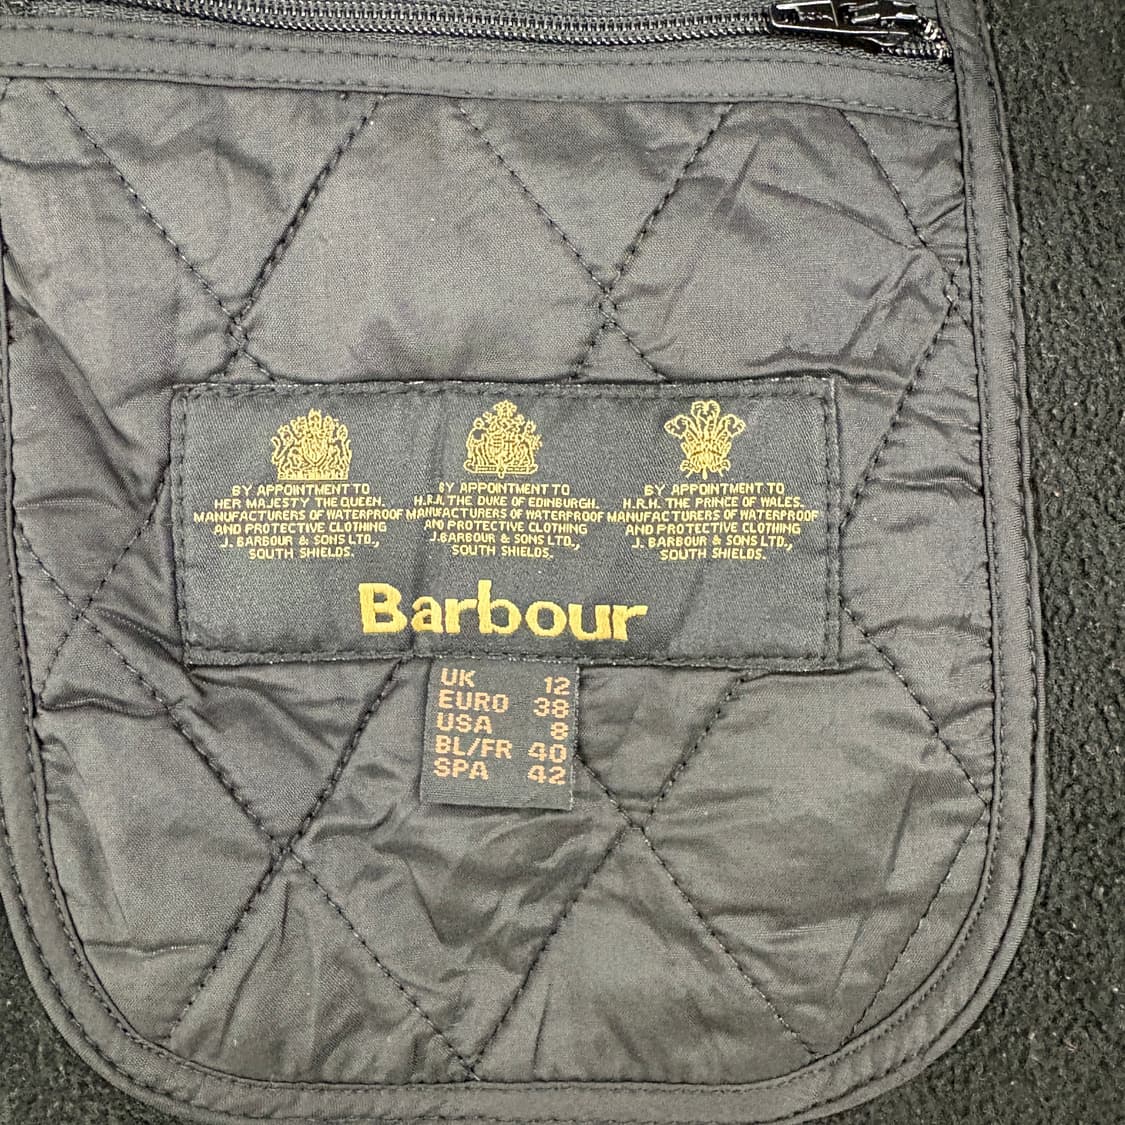 BY APPOINTMENT TO
HER MAJESTY THE QUEEN.
MANUFACTURERS OF WATERPROOF
AND PROTECTIVE CLOTHING
J. BARBOUR & SONS LTD.,
SOUTH SHIELDS.
BY APPOINTMENT TO
H.R.H. THE DUKE OF EDINBURGH.
MANUFACTURERS OF WATERPROOF
AND PROTECTIVE CLOTHING
J. BARBOUR & SONS LTD.,
SOUTH SHIELDS.
BY APPOINTMENT TO
H.R.H. THE PRINCE OF WALES.
MANUFACTURERS OF WATERPROOF
AND PROTECTIVE CLOTHING
J. BARBOUR & SONS LTD.,
SOUTH SHIELDS.
Barbour
UK 12
EURO 38
USA 8
BL/FR 40
SPA 42